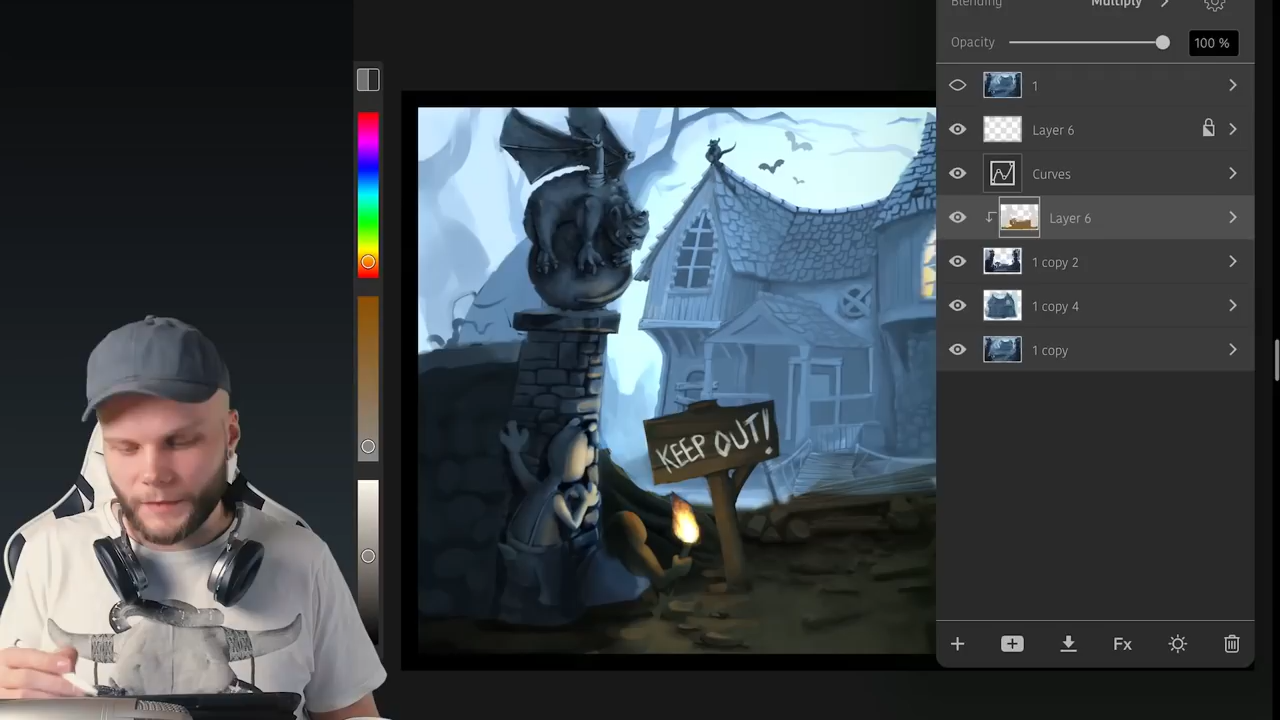 Blending Multiply
Opacity 100 %
1
Layer 6
Curves
Layer 6
1 copy 2
1 copy 4
1 copy
Fx
KEEP OUT!